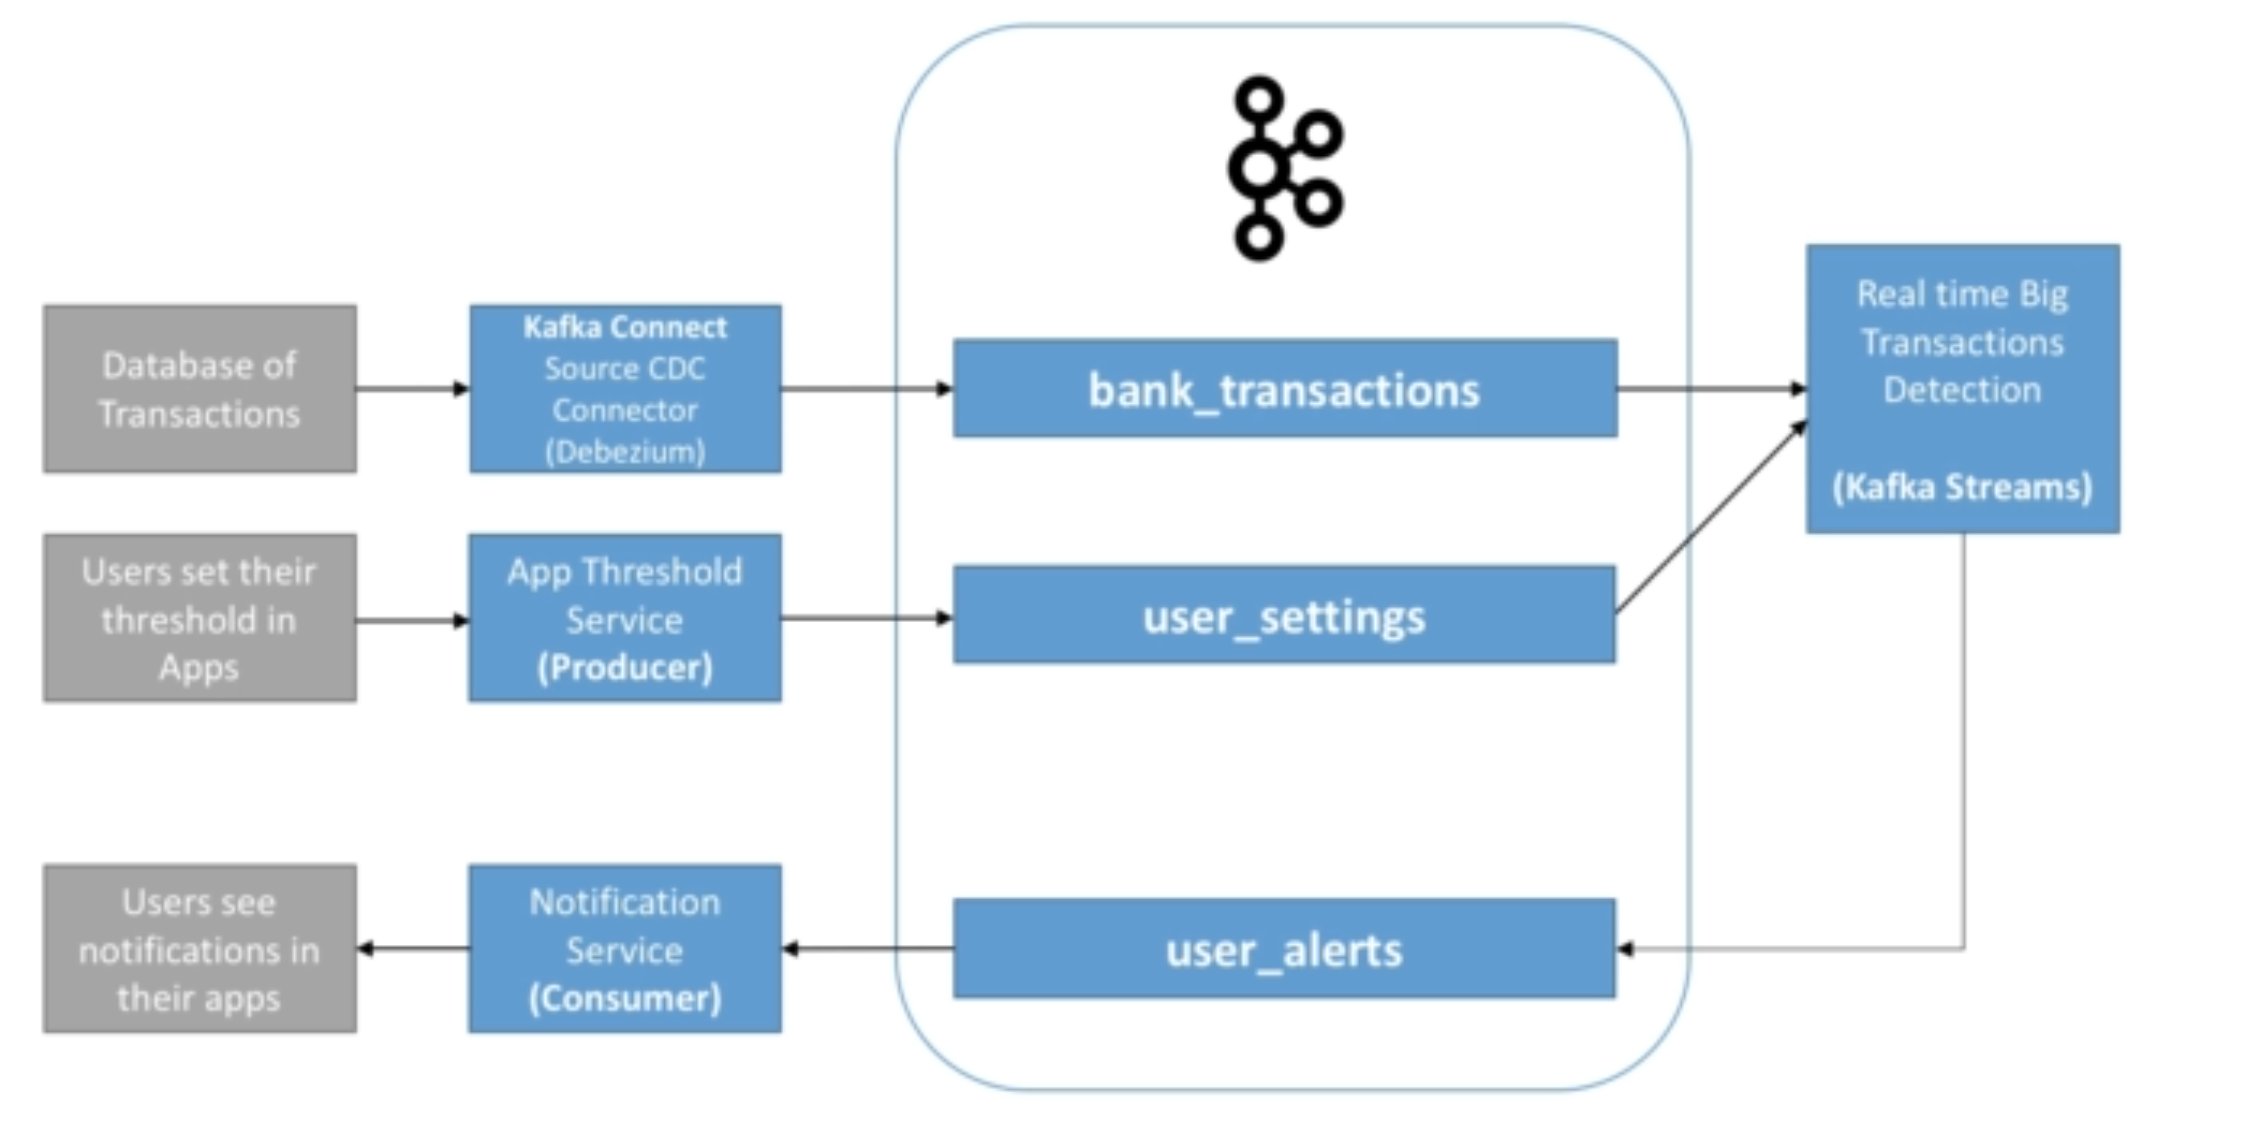 Database of
Transactions
Kafka Connect
Source CDC
Connector
(Debezium)
bank_transactions
Real time Big
Transactions
Detection
(Kafka Streams)
Users set their
threshold in
Apps
App Threshold
Service
(Producer)
user_settings
Users see
notifications in
their apps
Notification
Service
(Consumer)
user_alerts